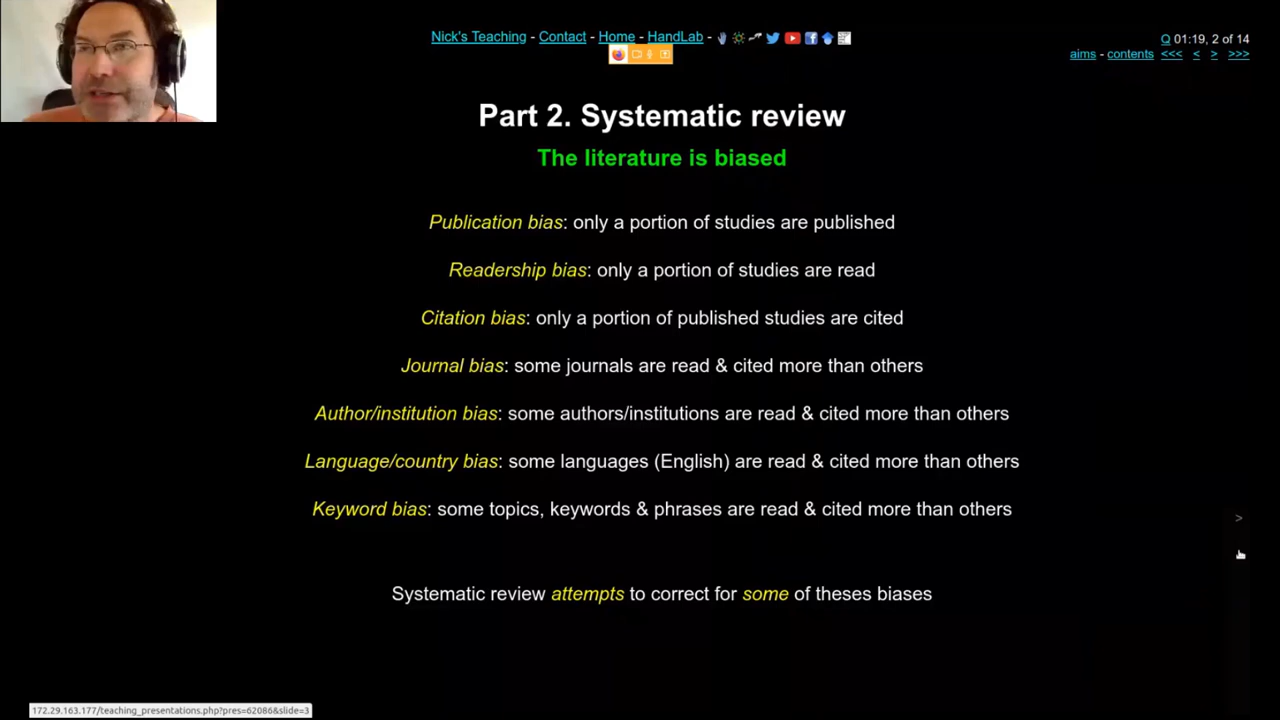 Nick's Teaching - Contact - Home - HandLab -
Q 01:19, 2 of 14
aims - contents <<< < > >>>
Part 2. Systematic review
The literature is biased
Publication bias: only a portion of studies are published
Readership bias: only a portion of studies are read
Citation bias: only a portion of published studies are cited
Journal bias: some journals are read & cited more than others
Author/institution bias: some authors/institutions are read & cited more than others
Language/country bias: some languages (English) are read & cited more than others
Keyword bias: some topics, keywords & phrases are read & cited more than others
>
Systematic review attempts to correct for some of theses biases
172.29.163.177/teaching_presentations.php?pres=62086&slide=3